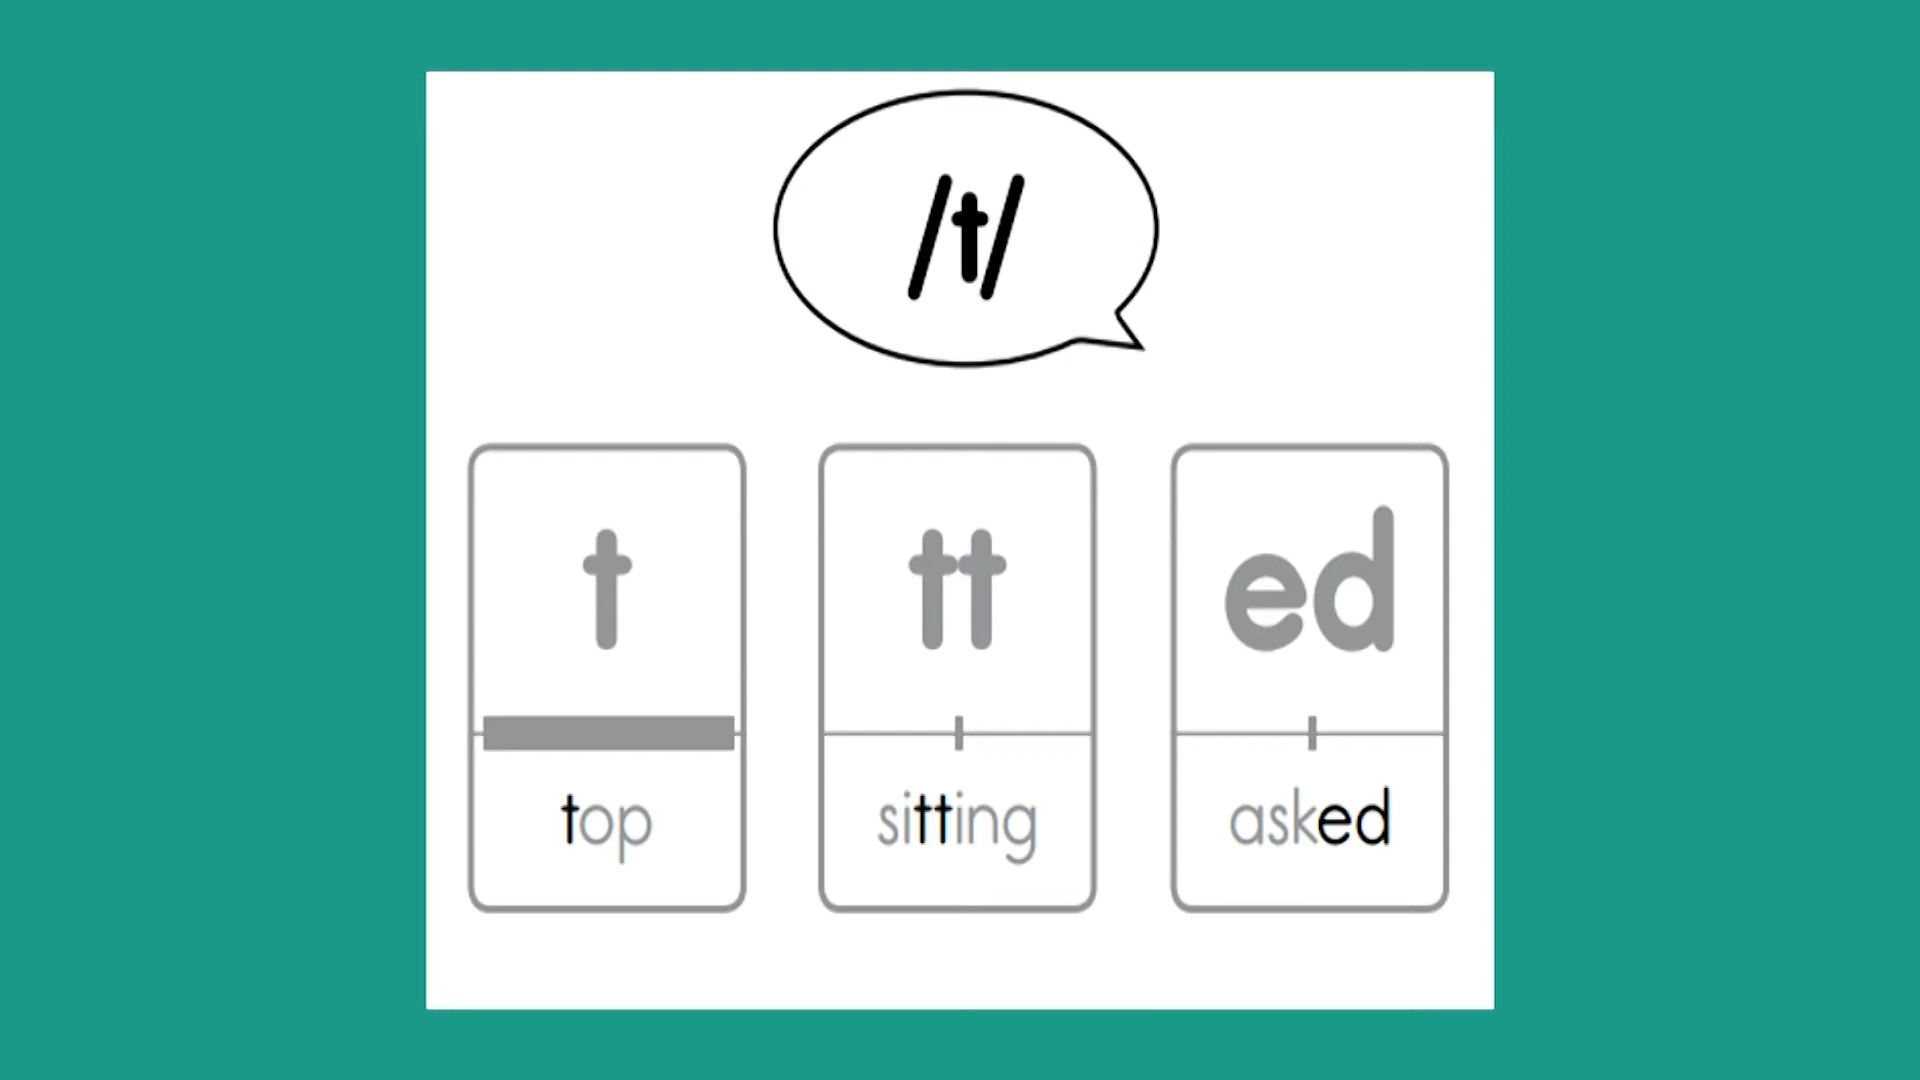 /t/
t
tt
ed
top
sitting
asked